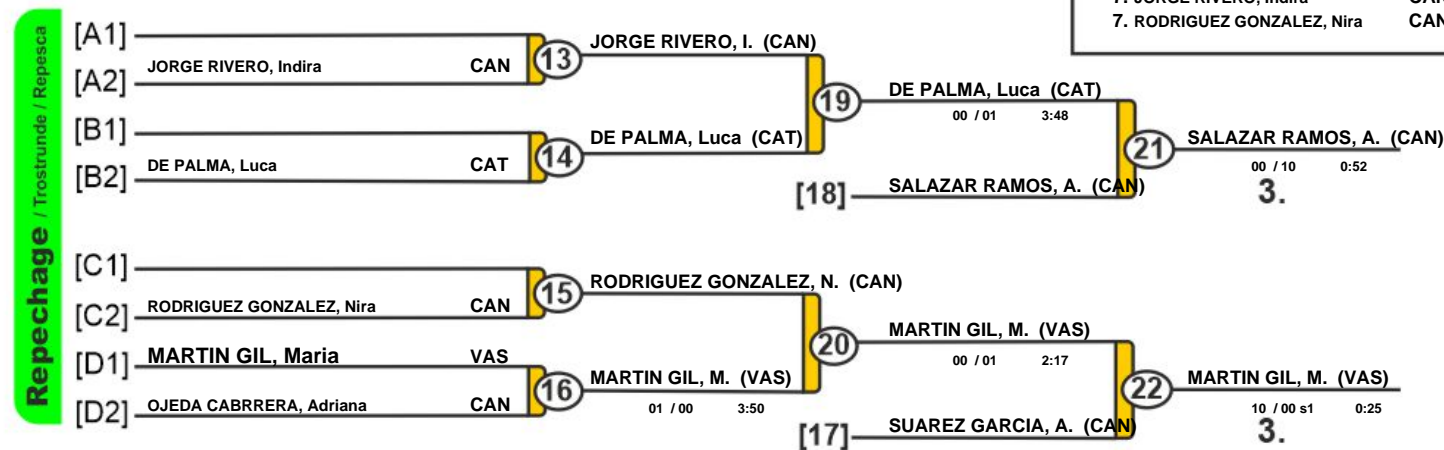 7. JORGE RIVERO, Indira CAN
7. RODRIGUEZ GONZALEZ, Nira CAN
Repechage / Trostrunde / Repesca
[A1]
JORGE RIVERO, I. (CAN)
13
[A2] JORGE RIVERO, Indira CAN
19
DE PALMA, Luca (CAT)
00 / 01 3:48
[B1]
DE PALMA, Luca (CAT)
14
[B2] DE PALMA, Luca CAT
21
SALAZAR RAMOS, A. (CAN)
00 / 10 0:52
3.
[18] SALAZAR RAMOS, A. (CAN)
[C1]
RODRIGUEZ GONZALEZ, N. (CAN)
15
[C2] RODRIGUEZ GONZALEZ, Nira CAN
20
MARTIN GIL, M. (VAS)
00 / 01 2:17
[D1] MARTIN GIL, Maria VAS
16
MARTIN GIL, M. (VAS)
01 / 00 3:50
[D2] OJEDA CABRRERA, Adriana CAN
22
MARTIN GIL, M. (VAS)
10 / 00 s1 0:25
3.
[17] SUAREZ GARCIA, A. (CAN)